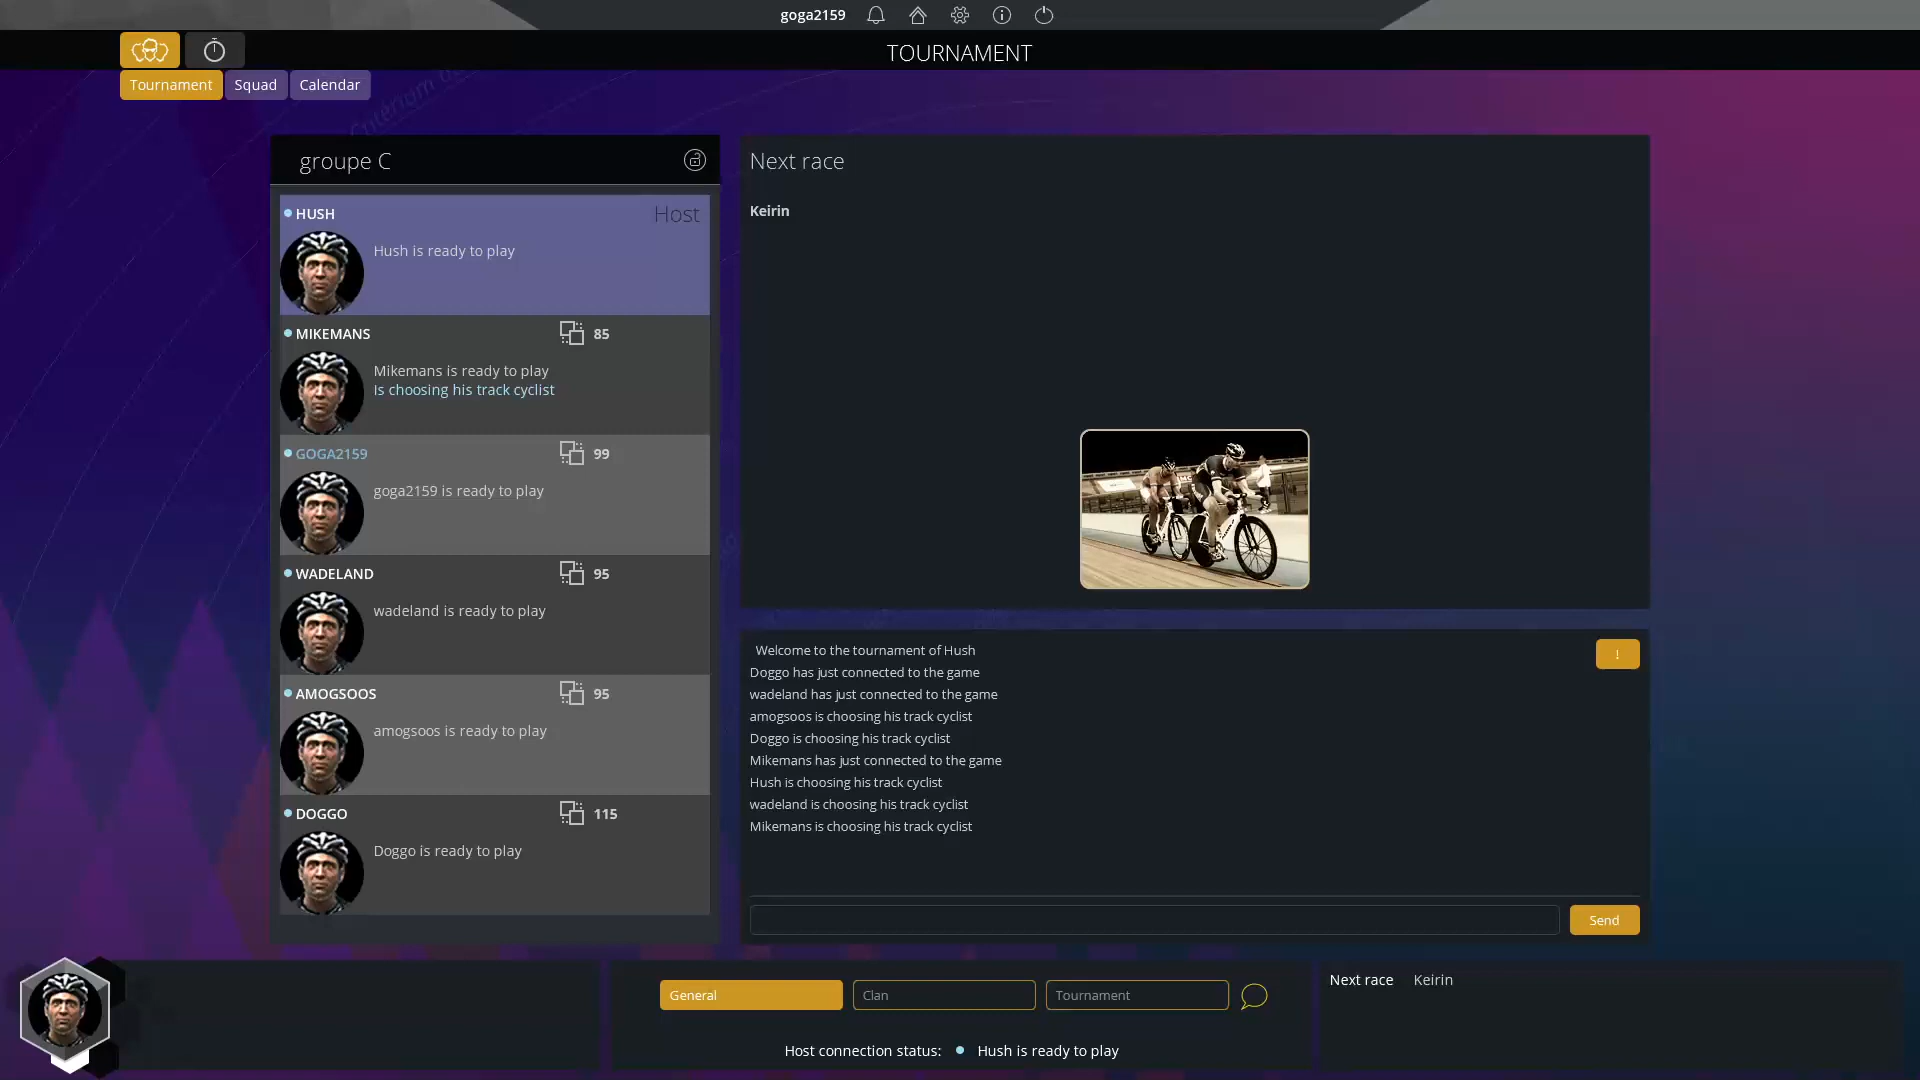 goga2159
TOURNAMENT
Tournament
Squad
Calendar
groupe C
HUSH
Host
Hush is ready to play
MIKEMANS
85
Mikemans is ready to play
Is choosing his track cyclist
GOGA2159
99
goga2159 is ready to play
WADELAND
95
wadeland is ready to play
AMOGSOOS
95
amogsoos is ready to play
DOGGO
115
Doggo is ready to play
Next race
Keirin
Welcome to the tournament of Hush
Doggo has just connected to the game
wadeland has just connected to the game
amogsoos is choosing his track cyclist
Doggo is choosing his track cyclist
Mikemans has just connected to the game
Hush is choosing his track cyclist
wadeland is choosing his track cyclist
Mikemans is choosing his track cyclist
!
Send
General
Clan
Tournament
Host connection status:
Hush is ready to play
Next race
Keirin